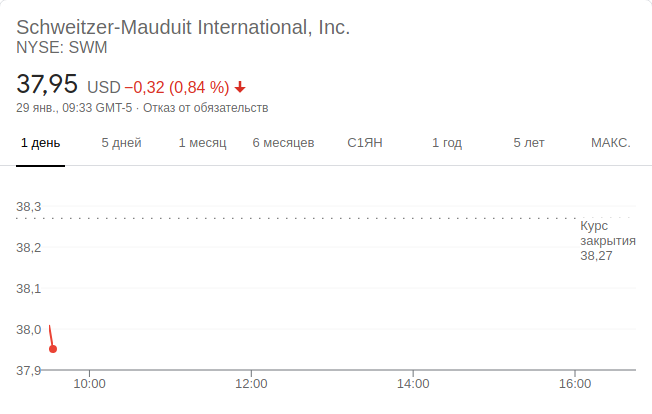 Schweitzer-Mauduit International, Inc.
NYSE: SWM
37,95 USD −0,32 (0,84 %)
29 янв., 09:33 GMT-5 · Отказ от обязательств
1 день 5 дней 1 месяц 6 месяцев С1ЯН 1 год 5 лет МАКС.
38,3
Курс
закрытия
38,27
38,2
38,1
38,0
37,9
10:00 12:00 14:00 16:00